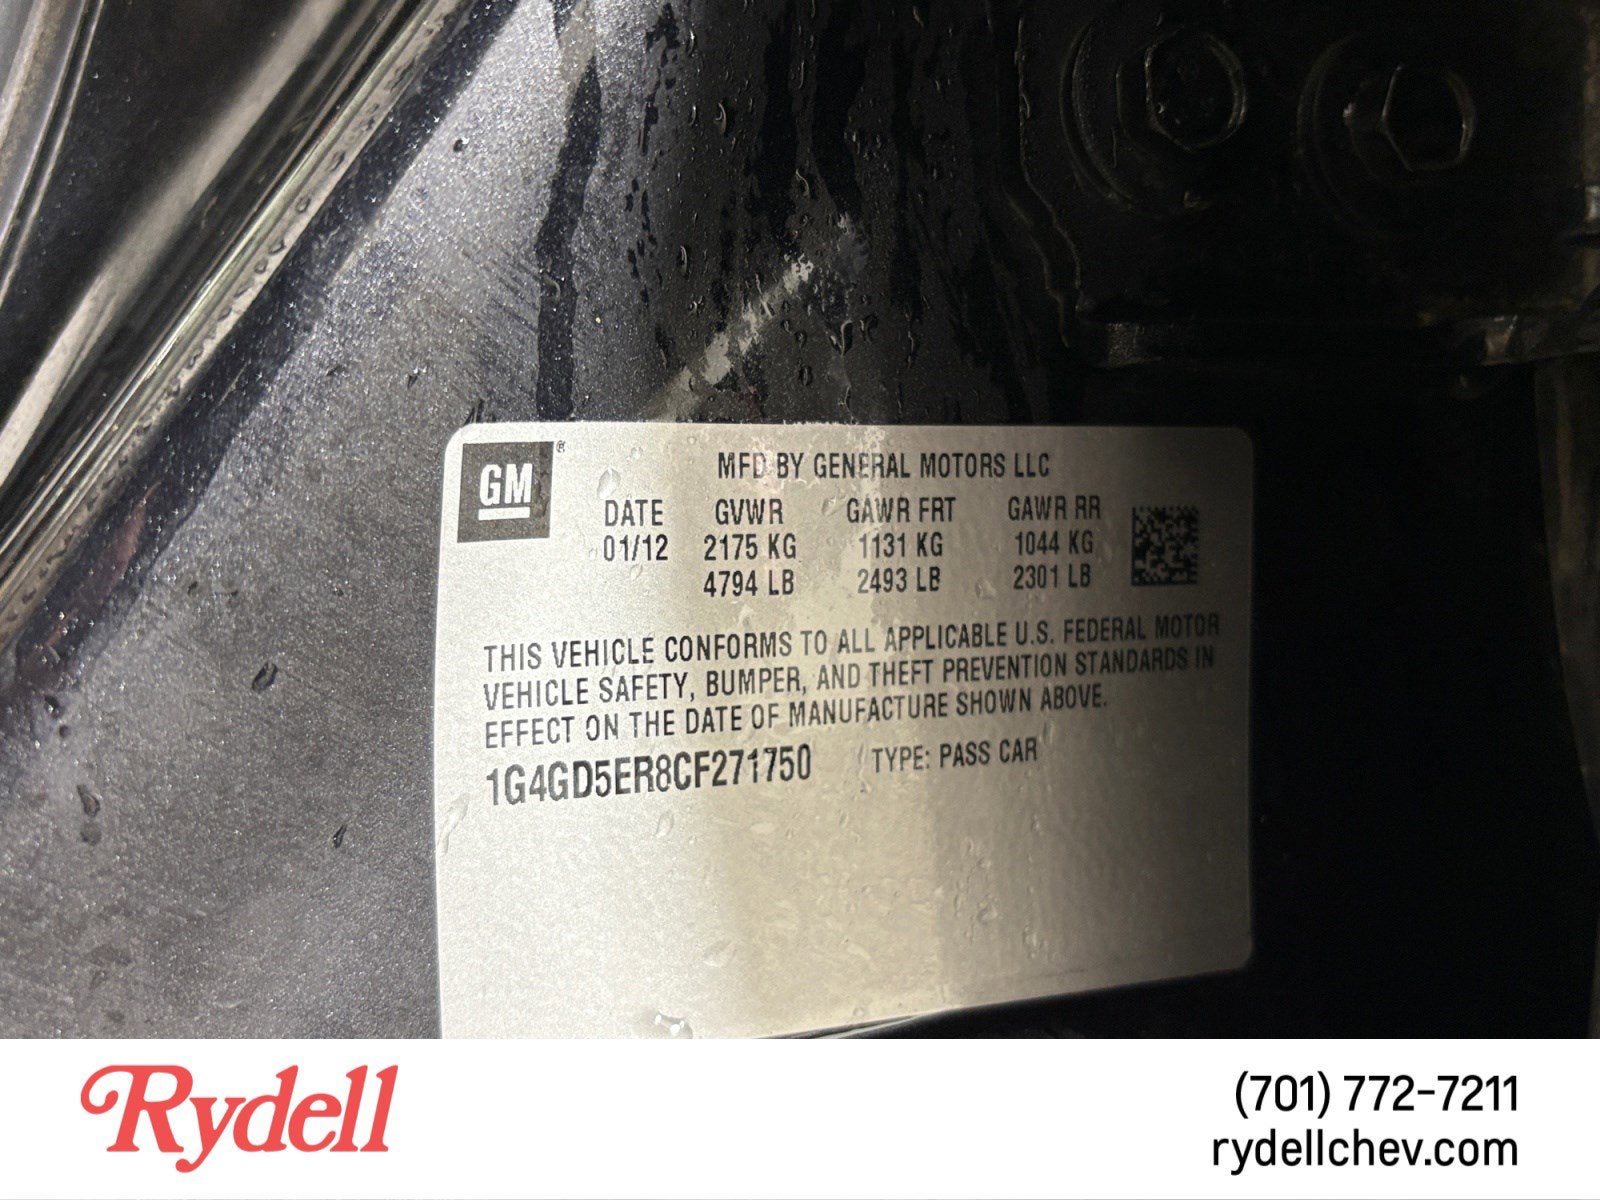 GM ®
MFD BY GENERAL MOTORS LLC
DATE GVWR GAWR FRT GAWR RR
01/12 2175 KG 1131 KG 1044 KG
4794 LB 2493 LB 2301 LB
THIS VEHICLE CONFORMS TO ALL APPLICABLE U.S. FEDERAL MOTOR
VEHICLE SAFETY, BUMPER, AND THEFT PREVENTION STANDARDS IN
EFFECT ON THE DATE OF MANUFACTURE SHOWN ABOVE.
1G4GD5ER8CF271750 TYPE: PASS CAR
Rydell
(701) 772-7211
rydellchev.com